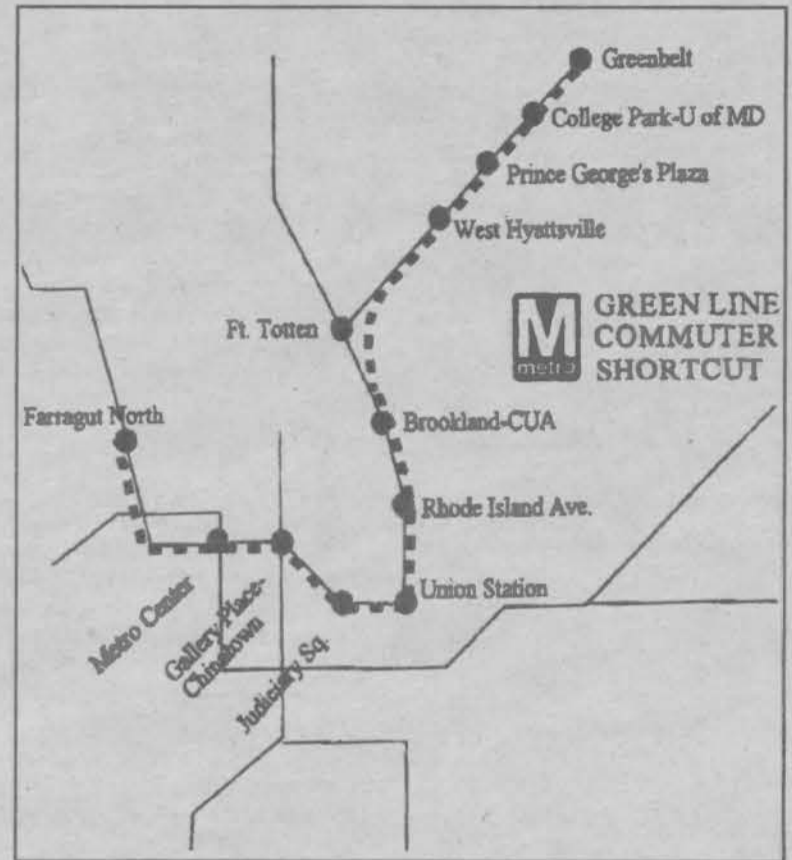 Greenbelt
College Park-U of MD
Prince George's Plaza
West Hyattsville
Ft. Totten
M
metro
GREEN LINE
COMMUTER
SHORTCUT
Farragut North
Brookland-CUA
Rhode Island Ave.
Union Station
Metro Center
Gallery Place-
Chinatown
Judiciary Sq.